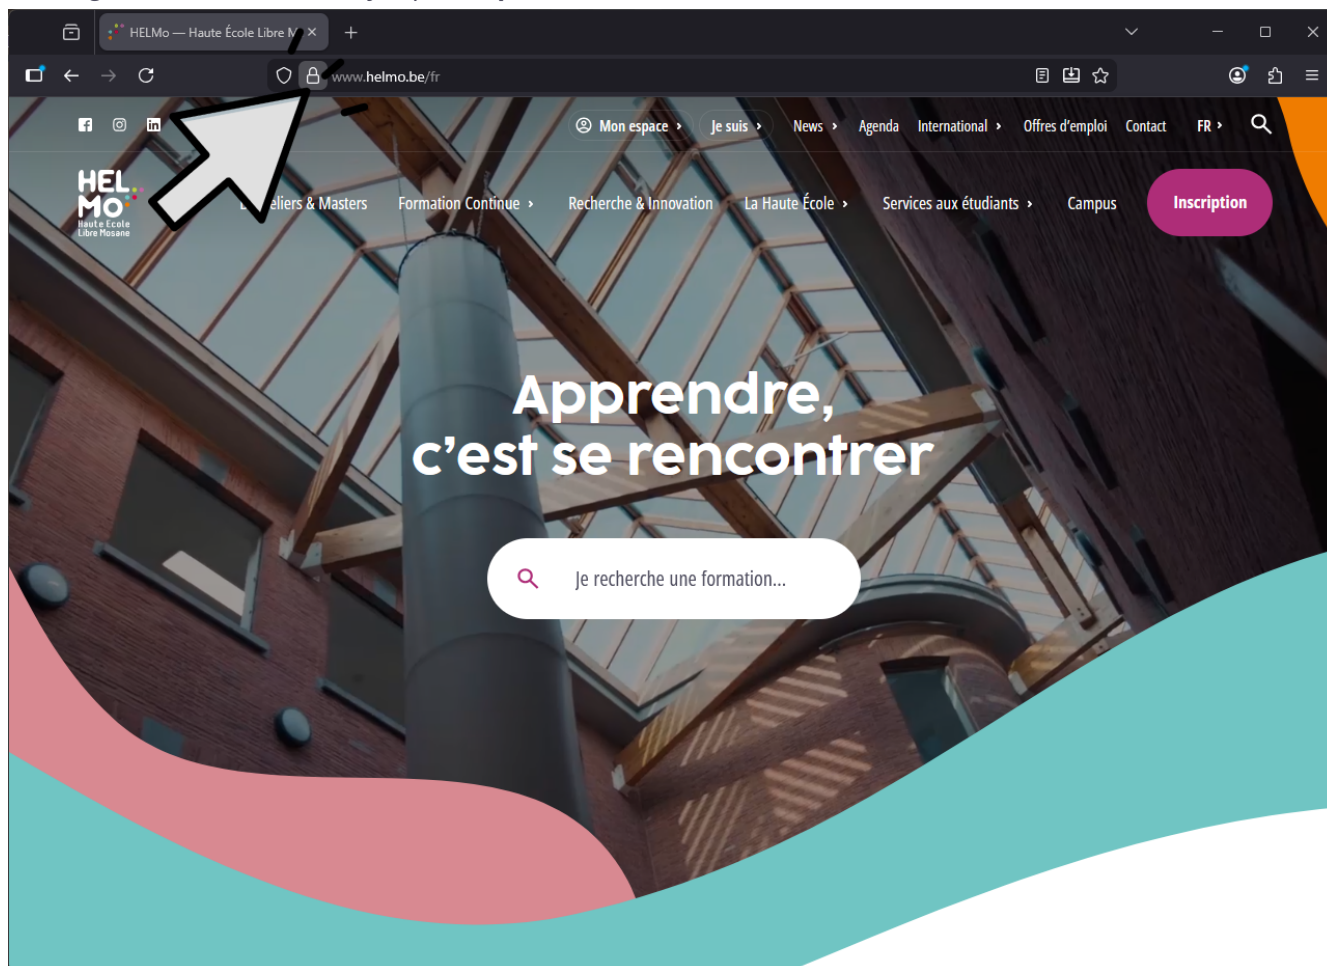 HELMo — Haute École Libre M
www.helmo.be/fr
Mon espace
Je suis
News
Agenda
International
Offres d'emploi
Contact
FR
HEL
MO
Haute Ecole
Libre Mosane
eliers & Masters
Formation Continue
Recherche & Innovation
La Haute École
Services aux étudiants
Campus
Inscription
Apprendre,
c'est se rencontrer
Je recherche une formation...